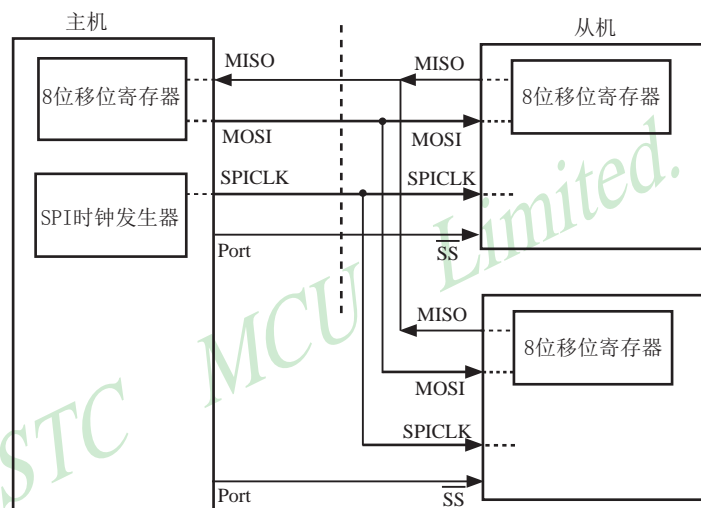 主机
从机
MISO
MISO
8位移位寄存器
8位移位寄存器
MOSI
MOSI
SPICLK
SPICLK
SPI时钟发生器
Port
SS
MISO
8位移位寄存器
MOSI
SPICLK
Port
SS
STC MCU Limited.